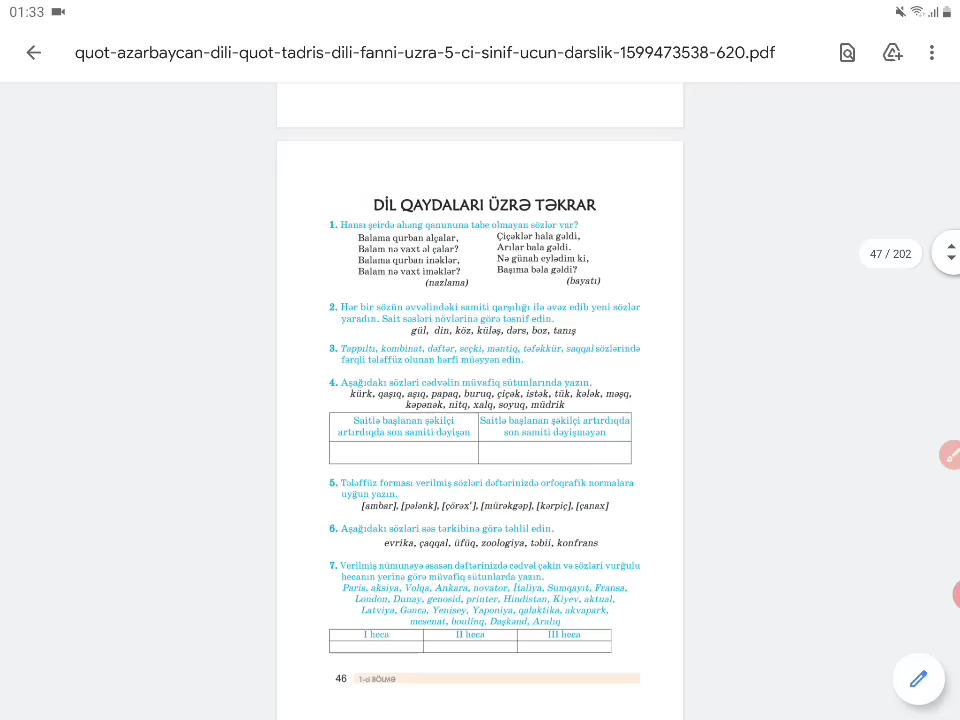 01:33
quot-azarbaycan-dili-quot-tadris-dili-fanni-uzra-5-ci-sinif-ucun-darslik-1599473538-620.pdf
47 / 202
DİL QAYDALARI ÜZRƏ TƏKRAR
1. Hansı şeirdə ahəng qanununa tabe olmayan sözlər var?
Balama qurban alçalar,
Balam nə vaxt əl çalar?
Balama qurban inəklər,
Balam nə vaxt iməklər?
(nazlama)
Çiçəklər hala gəldi,
Arılar bala gəldi.
Nə günah eylədim ki,
Başıma bəla gəldi?
(bayatı)
2. Hər bir sözün əvvəlindəki samiti qarşılığı ilə əvəz edib yeni sözlər
yaradın. Sait səsləri növlərinə görə təsnif edin.
gül, din, köz, küləş, dərs, boz, tanış
3. Tappıltı, kombinat, dəftər, seçki, məntiq, təfəkkür, saqqal sözlərində
fərqli tələffüz olunan hərfi müəyyən edin.
4. Aşağıdakı sözləri cədvəlin müvafiq sütunlarında yazın.
kürk, qaşıq, aşıq, papaq, buruq, çiçək, istək, tük, kələk, məşq,
kəpənək, nitq, xalq, soyuq, müdrik
Saitlə başlanan şəkilçi
artırdıqda son samiti dəyişən
Saitlə başlanan şəkilçi artırdıqda
son samiti dəyişməyən
5. Tələffüz forması verilmiş sözləri dəftərinizdə orfoqrafik normalara
uyğun yazın.
[ambar], [pələnk], [çörəx'], [mürəkgəp], [kərpiç], [çanax]
6. Aşağıdakı sözləri səs tərkibinə görə təhlil edin.
evrika, çaqqal, üfüq, zoologiya, təbii, konfrans
7. Verilmiş nümunəyə əsasən dəftərinizdə cədvəl çəkin və sözləri vurğulu
hecanın yerinə görə müvafiq sütunlarda yazın.
Paris, aksiya, Volqa, Ankara, novator, İtaliya, Sumqayıt, Fransa,
London, Dunay, genosid, printer, Hindistan, Kiyev, aktual,
Latviya, Gəncə, Yenisey, Yaponiya, qalaktika, akvapark,
mesenat, boulinq, Daşkənd, Aralıq
I heca
II heca
III heca
46
1-ci BÖLMƏ